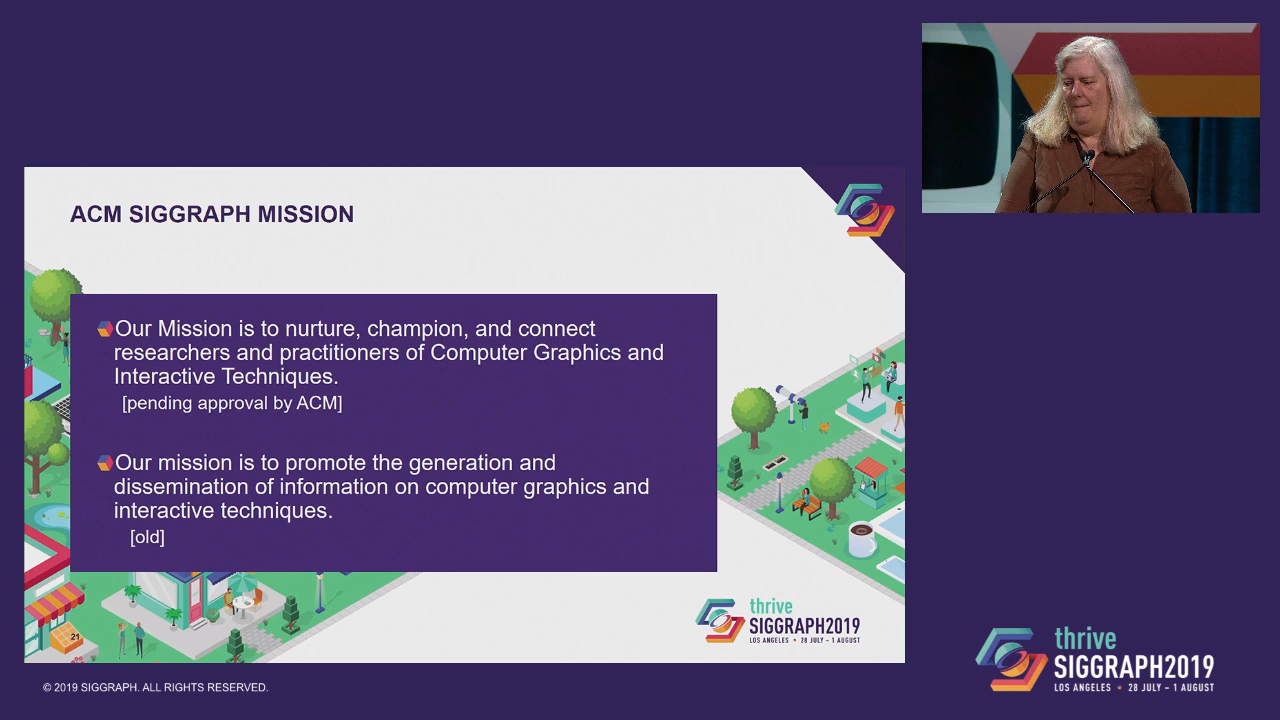 ACM SIGGRAPH MISSION
Our Mission is to nurture, champion, and connect
researchers and practitioners of Computer Graphics and
Interactive Techniques.
[pending approval by ACM]
Our mission is to promote the generation and
dissemination of information on computer graphics and
interactive techniques.
[old]
21
thrive
SIGGRAPH2019
LOS ANGELES • 28 JULY – 1 AUGUST
© 2019 SIGGRAPH. ALL RIGHTS RESERVED.
thrive
SIGGRAPH2019
LOS ANGELES • 28 JULY – 1 AUGUST